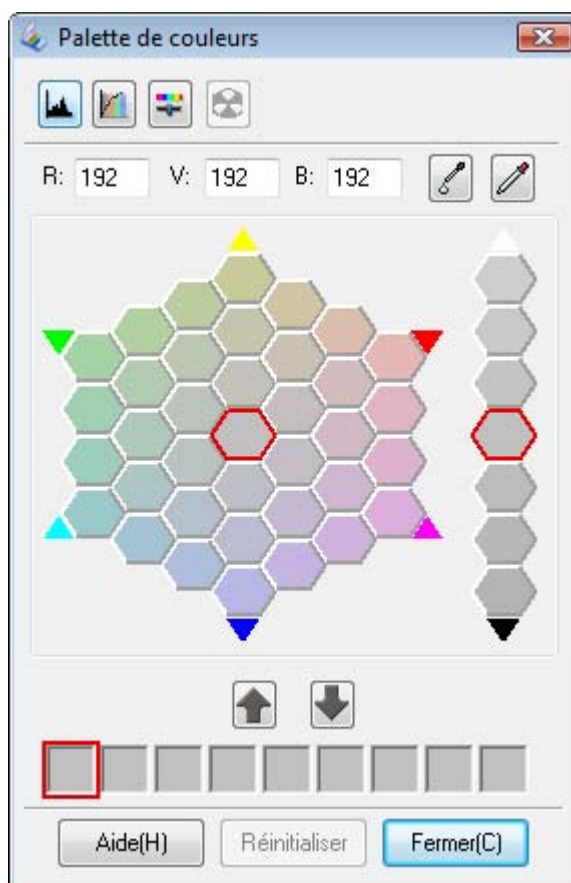 Palette de couleurs
R: 192 V: 192 B: 192
Aide(H) Réinitialiser Fermer(C)